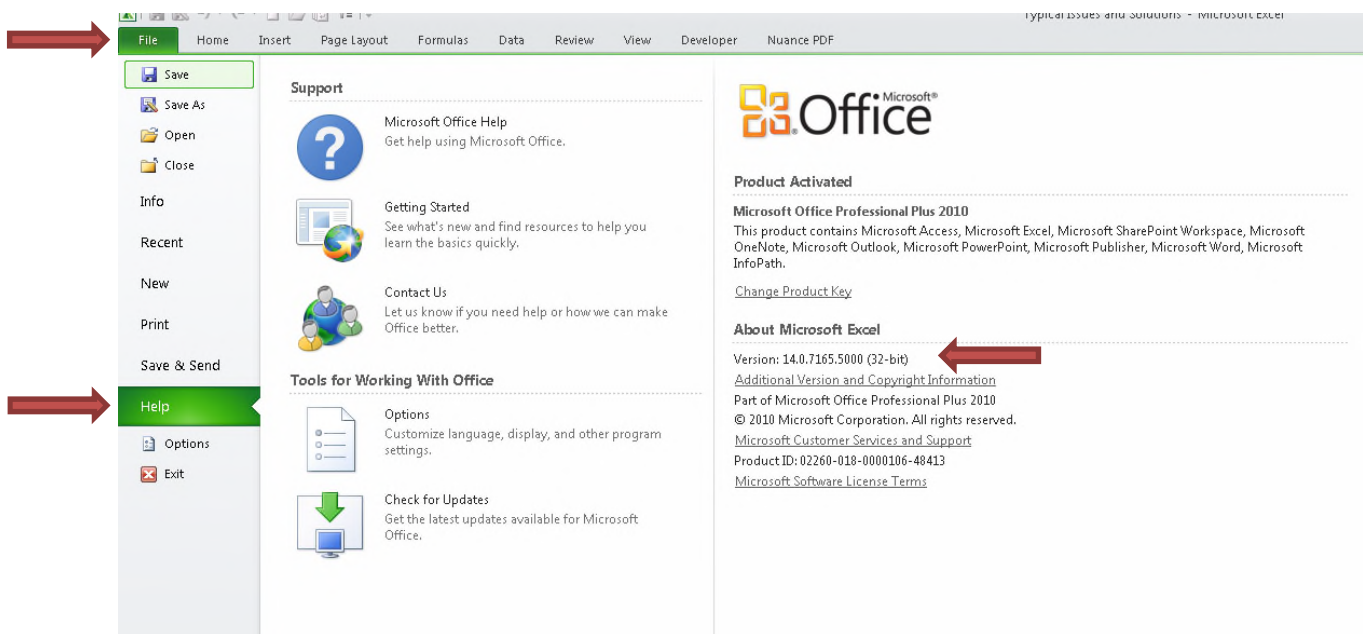 Typical Issues and Solutions - Microsoft Excel
File Home Insert Page Layout Formulas Data Review View Developer Nuance PDF
Save
Save As
Open
Close
Info
Recent
New
Print
Save & Send
Help
Options
Exit
Support
Microsoft Office Help
Get help using Microsoft Office.
Getting Started
See what's new and find resources to help you
learn the basics quickly.
Contact Us
Let us know if you need help or how we can make
Office better.
Tools for Working With Office
Options
Customize language, display, and other program
settings.
Check for Updates
Get the latest updates available for Microsoft
Office.
Microsoft®
Office
Product Activated
Microsoft Office Professional Plus 2010
This product contains Microsoft Access, Microsoft Excel, Microsoft SharePoint Workspace, Microsoft
OneNote, Microsoft Outlook, Microsoft PowerPoint, Microsoft Publisher, Microsoft Word, Microsoft
InfoPath.
Change Product Key
About Microsoft Excel
Version: 14.0.7165.5000 (32-bit)
Additional Version and Copyright Information
Part of Microsoft Office Professional Plus 2010
© 2010 Microsoft Corporation. All rights reserved.
Microsoft Customer Services and Support
Product ID: 02260-018-0000106-48413
Microsoft Software License Terms